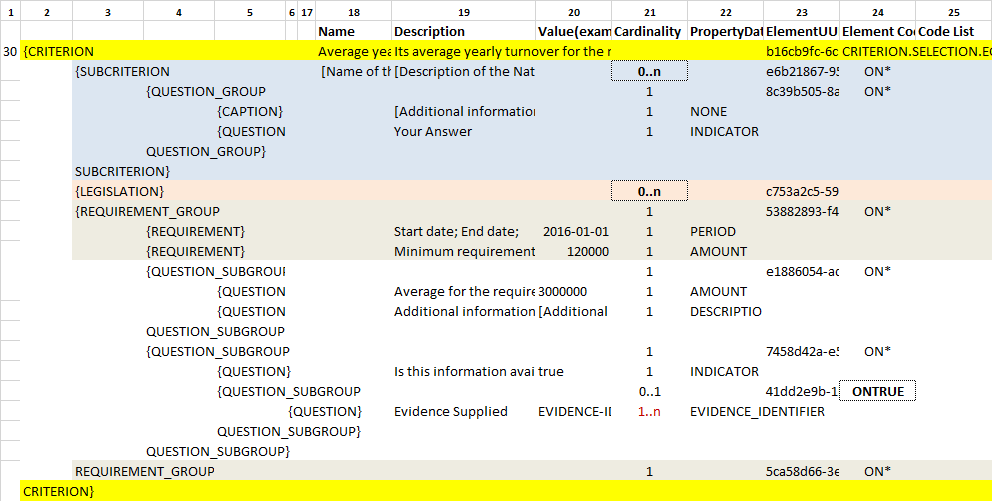 1 2 3 4 5 6 17 18 19 20 21 22 23 24 25
Name Description Value(exam Cardinality PropertyDat ElementUU Element Co Code List
30 {CRITERION Average yea Its average yearly turnover for the r b16cb9fc-6c CRITERION.SELECTION.EC
{SUBCRITERION [Name of th [Description of the Nat 0..n e6b21867-95 ON*
{QUESTION_GROUP 1 8c39b505-8a ON*
{CAPTION} [Additional informatio 1 NONE
{QUESTION Your Answer 1 INDICATOR
QUESTION_GROUP}
SUBCRITERION}
{LEGISLATION} 0..n c753a2c5-59
{REQUIREMENT_GROUP 1 53882893-f4 ON*
{REQUIREMENT} Start date; End date; 2016-01-01 1 PERIOD
{REQUIREMENT} Minimum requirement 120000 1 AMOUNT
{QUESTION_SUBGROUP 1 e1886054-ac ON*
{QUESTION Average for the require 3000000 1 AMOUNT
{QUESTION Additional information [Additional 1 DESCRIPTIO
QUESTION_SUBGROUP
{QUESTION_SUBGROUP 1 7458d42a-e5 ON*
{QUESTION} Is this information avai true 1 INDICATOR
{QUESTION_SUBGROUP 0..1 41dd2e9b-1 ONTRUE
{QUESTION} Evidence Supplied EVIDENCE-II 1..n EVIDENCE_IDENTIFIER
QUESTION_SUBGROUP}
QUESTION_SUBGROUP}
REQUIREMENT_GROUP 1 5ca58d66-3e ON*
CRITERION}